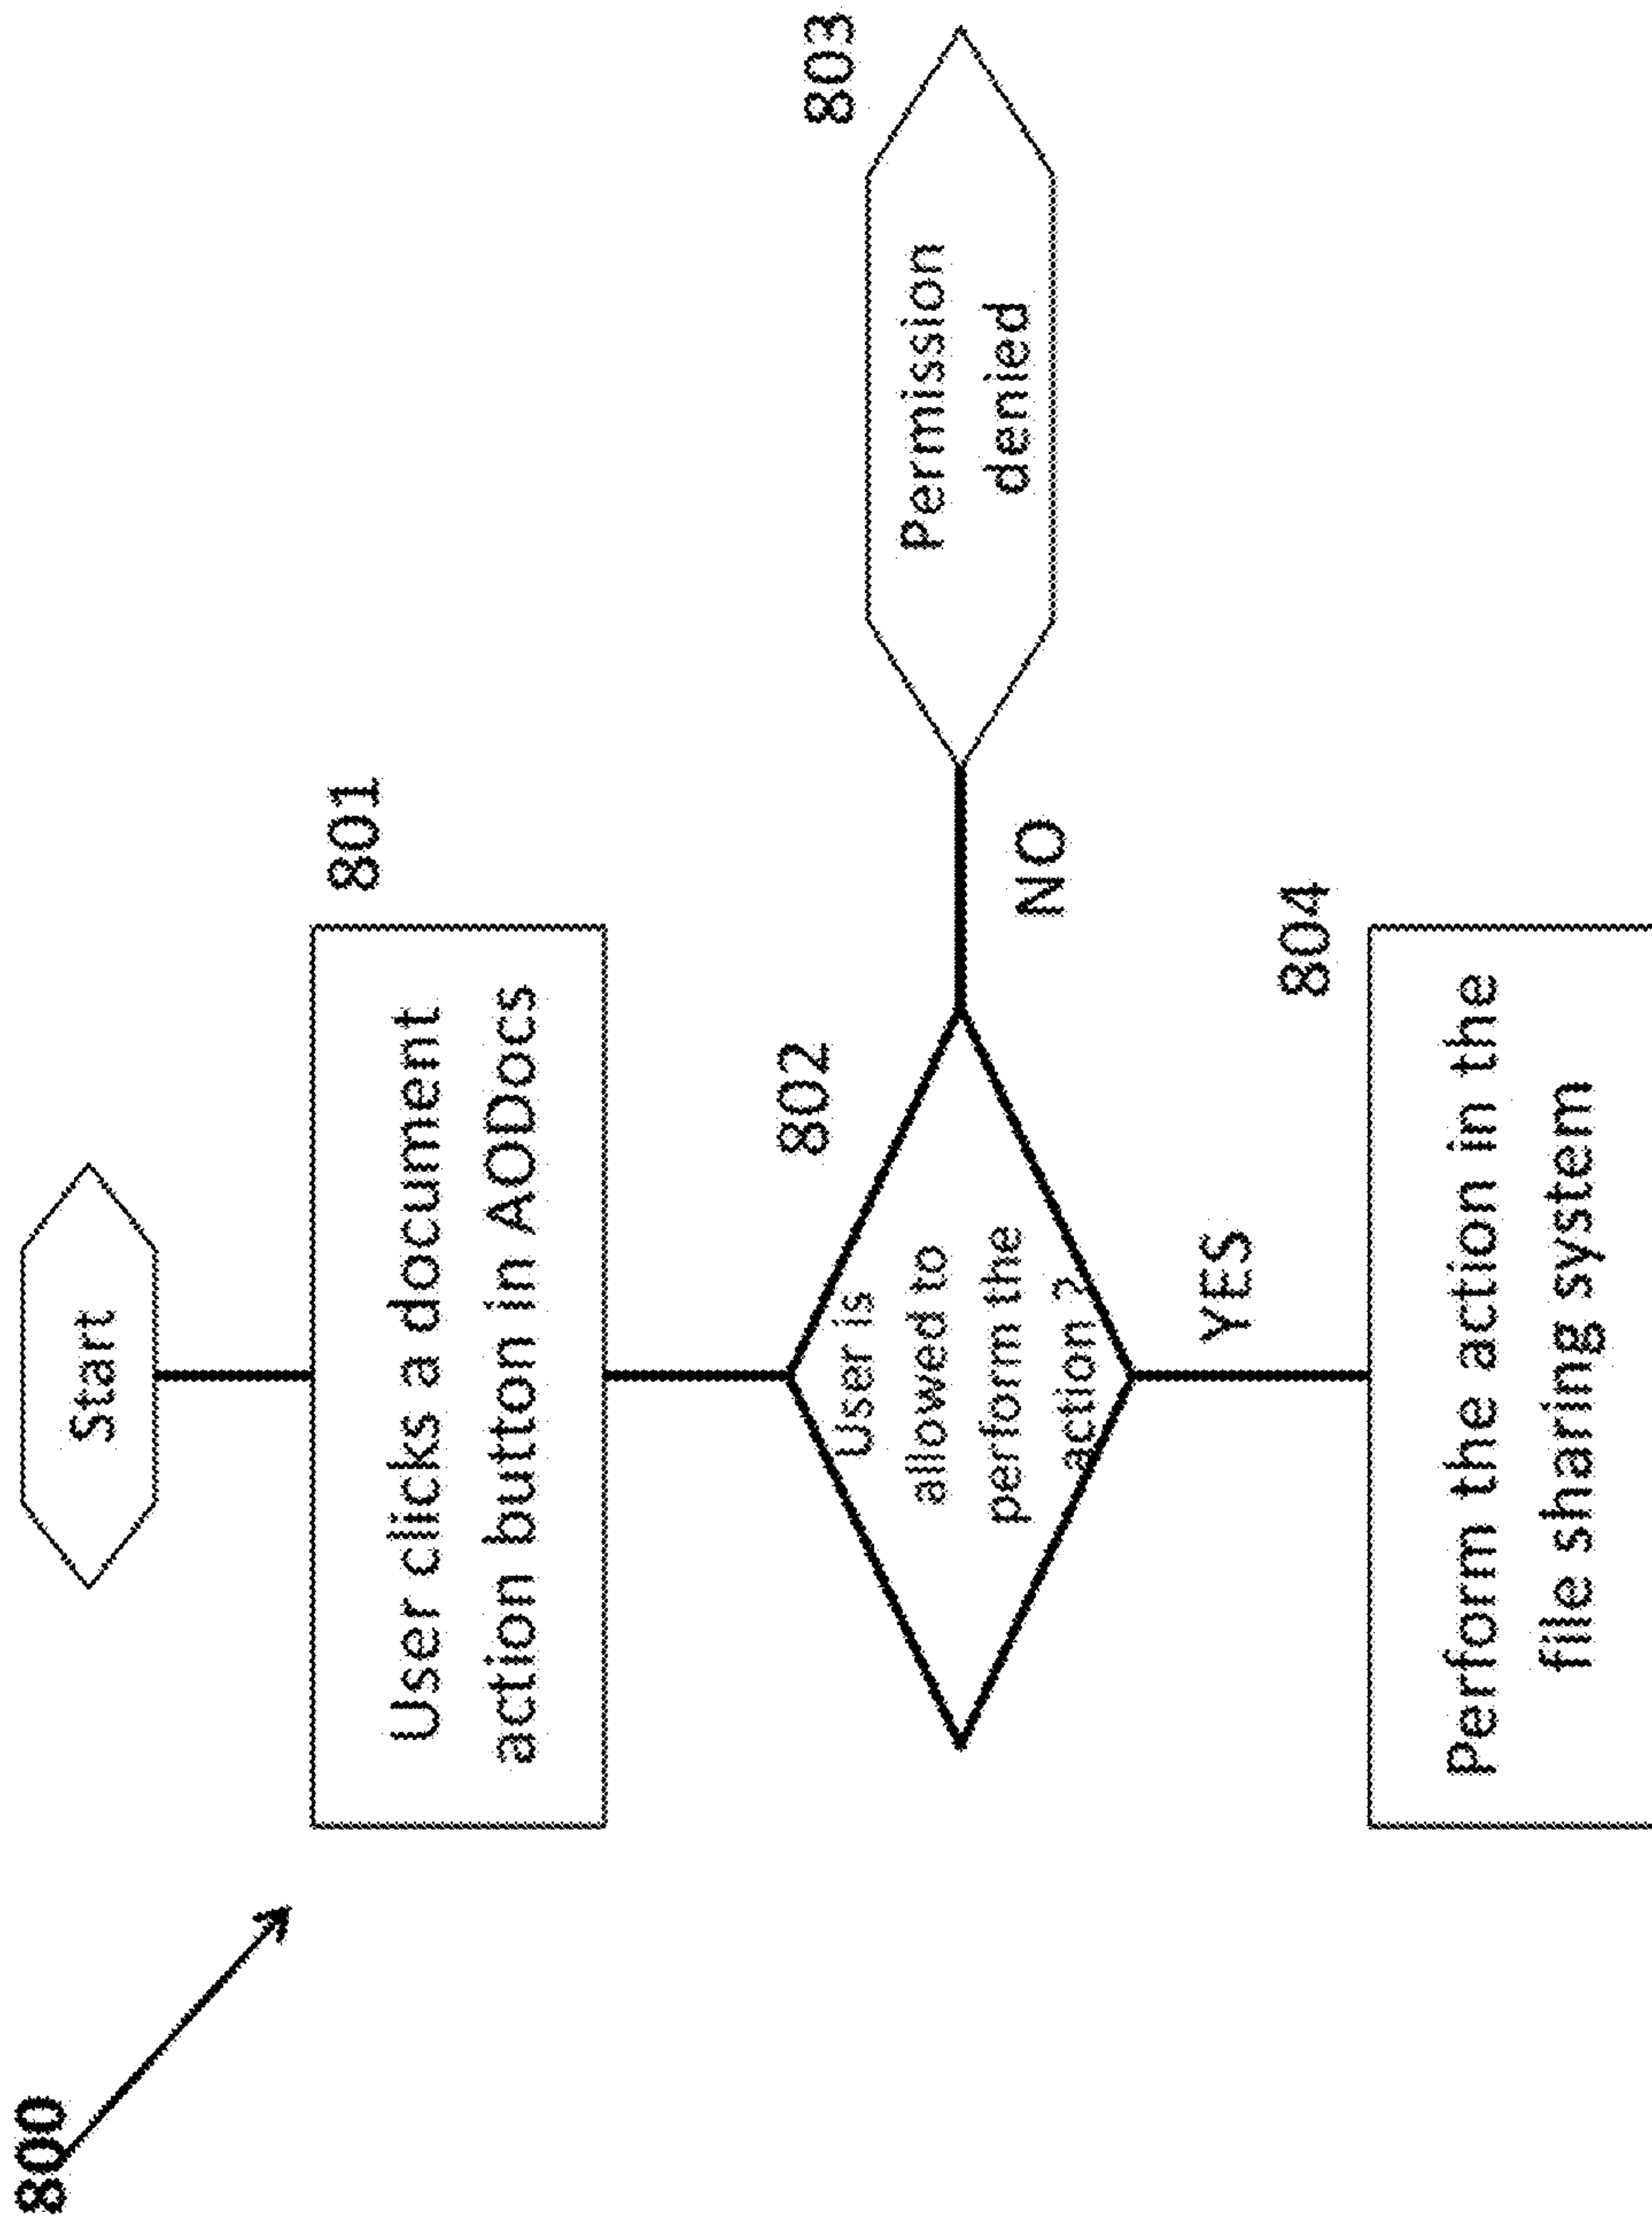 800
Start
801
User clicks a document
action button in AODocs
802
User is
allowed to
perform the
action ?
803
Permission
denied
NO
YES
804
Perform the action in the
file sharing system